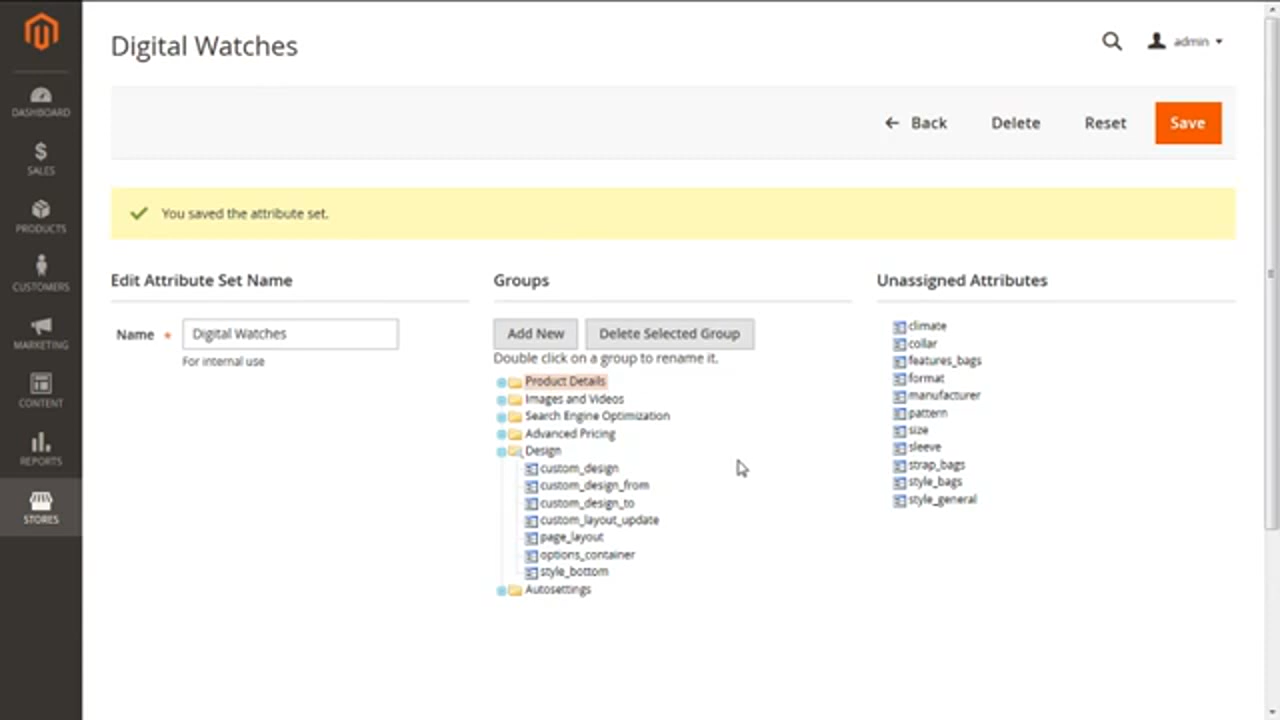 Digital Watches
admin
DASHBOARD
SALES
PRODUCTS
CUSTOMERS
MARKETING
CONTENT
REPORTS
STORES
Back
Delete
Reset
Save
You saved the attribute set.
Edit Attribute Set Name
Name *
Digital Watches
For internal use
Groups
Add New
Delete Selected Group
Double click on a group to rename it.
Product Details
Images and Videos
Search Engine Optimization
Advanced Pricing
Design
custom_design
custom_design_from
custom_design_to
custom_layout_update
page_layout
options_container
style_bottom
Autosettings
Unassigned Attributes
climate
collar
features_bags
format
manufacturer
pattern
size
sleeve
strap_bags
style_bags
style_general